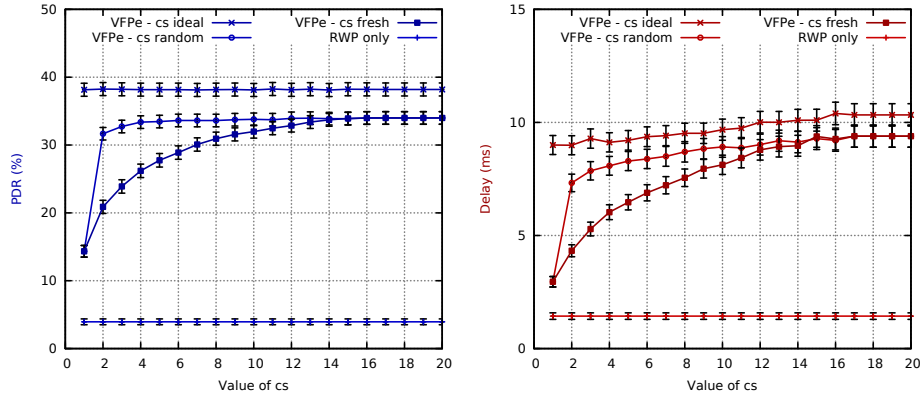 VFPe - cs ideal
VFPe - cs random
VFPe - cs fresh
RWP only
PDR (%)
50
40
30
20
10
0
0 2 4 6 8 10 12 14 16 18 20
Value of cs
VFPe - cs ideal
VFPe - cs random
VFPe - cs fresh
RWP only
Delay (ms)
15
10
5
0
0 2 4 6 8 10 12 14 16 18 20
Value of cs